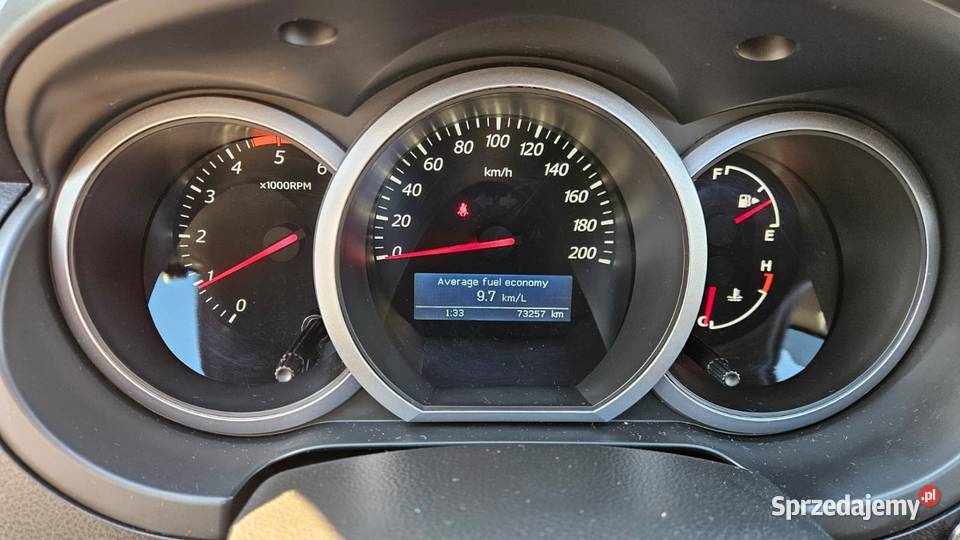 0
1
2
3
4
5
6
x1000RPM
0
20
40
60
80
100
120
140
160
180
200
km/h
Average fuel economy
9.7 km/L
1:33 73257 km
F
E
H
C
Sprzedajemy.pl